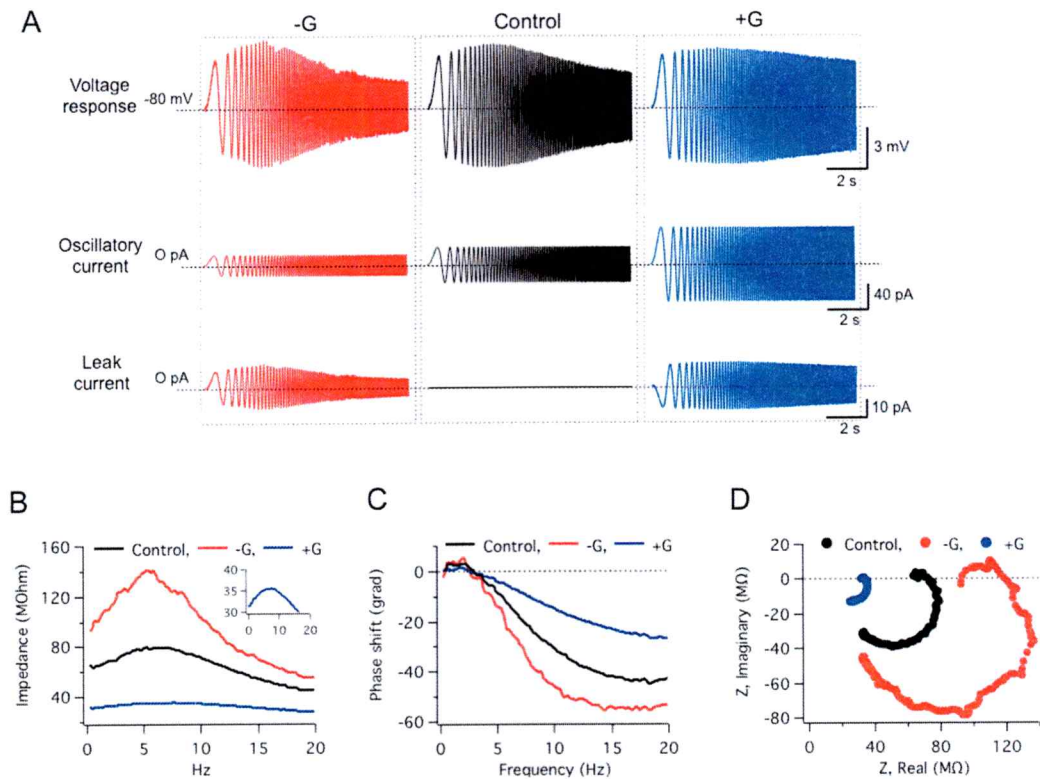 A
-G
Control
+G
Voltage
response
-80 mV
3 mV
2 s
Oscillatory
current
O pA
40 pA
2 s
Leak
current
O pA
10 pA
2 s
B
Control, -G, +G
160
120
80
40
Impedance (MOhm)
40
35
30
0 10 20
0 5 10 15 20
Hz
C
Control, -G, +G
0
-20
-40
-60
Phase shift (grad)
0 5 10 15 20
Frequency (Hz)
D
Control, -G, +G
20
0
-20
-40
-60
-80
Z, Imaginary (MΩ)
0 40 80 120
Z, Real (MΩ)